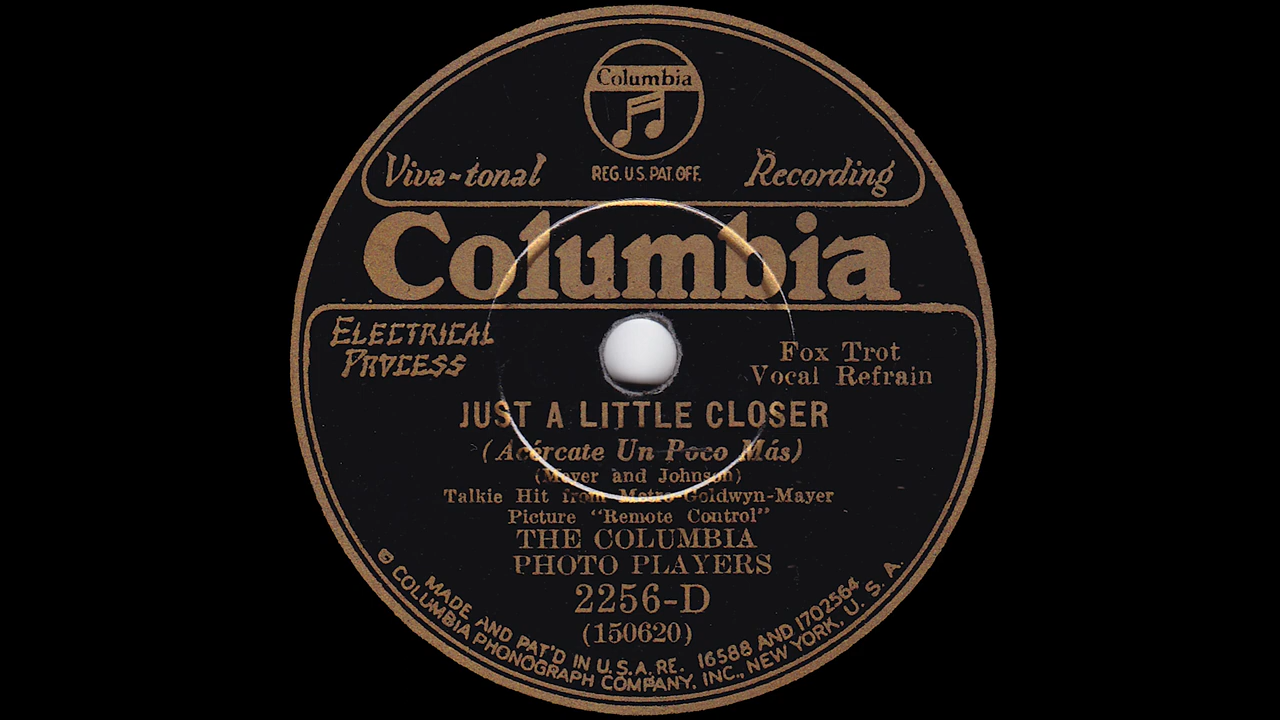 Columbia
REG. U.S. PAT. OFF.
Viva-tonal Recording
Columbia
ELECTRICAL
PROCESS
Fox Trot
Vocal Refrain
JUST A LITTLE CLOSER
(Acércate Un Poco Más)
(Meyer and Johnson)
Talkie Hit from Metro-Goldwyn-Mayer
Picture "Remote Control"
THE COLUMBIA
PHOTO PLAYERS
2256-D
(150620)
MADE AND PAT'D IN U.S.A. RE. 16588 AND 1702564
COLUMBIA PHONOGRAPH COMPANY, INC., NEW YORK, U. S. A.